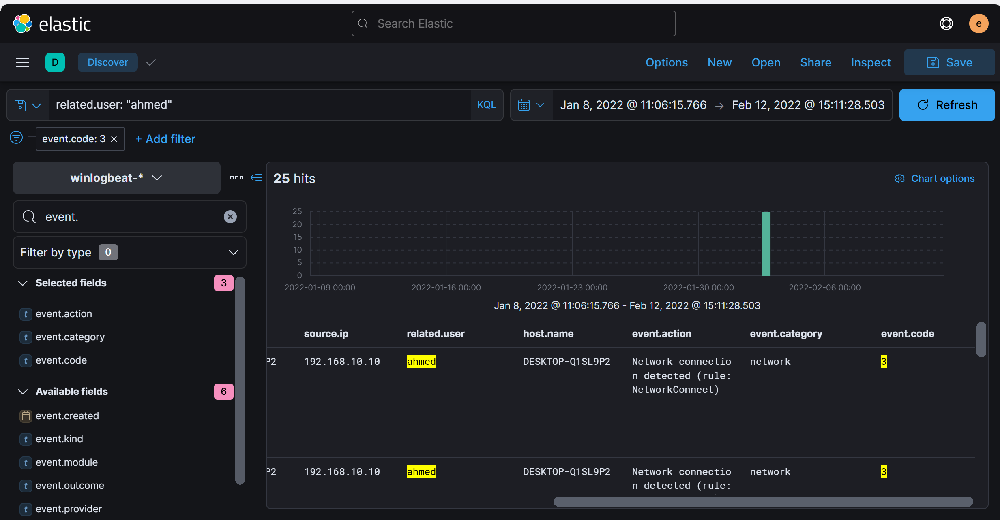 elastic
Search Elastic
e
D
Discover
Options
New
Open
Share
Inspect
Save
related.user: "ahmed"
KQL
Jan 8, 2022 @ 11:06:15.766 → Feb 12, 2022 @ 15:11:28.503
Refresh
event.code: 3
+ Add filter
winlogbeat-*
event.
Filter by type 0
Selected fields 3
t event.action
t event.category
t event.code
Available fields 6
event.created
t event.kind
t event.module
t event.outcome
t event.provider
25 hits
Chart options
25
20
15
10
5
0
2022-01-09 00:00
2022-01-16 00:00
2022-01-23 00:00
2022-01-30 00:00
2022-02-06 00:00
Jan 8, 2022 @ 11:06:15.766 - Feb 12, 2022 @ 15:11:28.503
source.ip related.user host.name event.action event.category event.code
P2 192.168.10.10 ahmed DESKTOP-Q1SL9P2 Network connectio network 3
n detected (rule:
NetworkConnect)
P2 192.168.10.10 ahmed DESKTOP-Q1SL9P2 Network connectio network 3
n detected (rule: